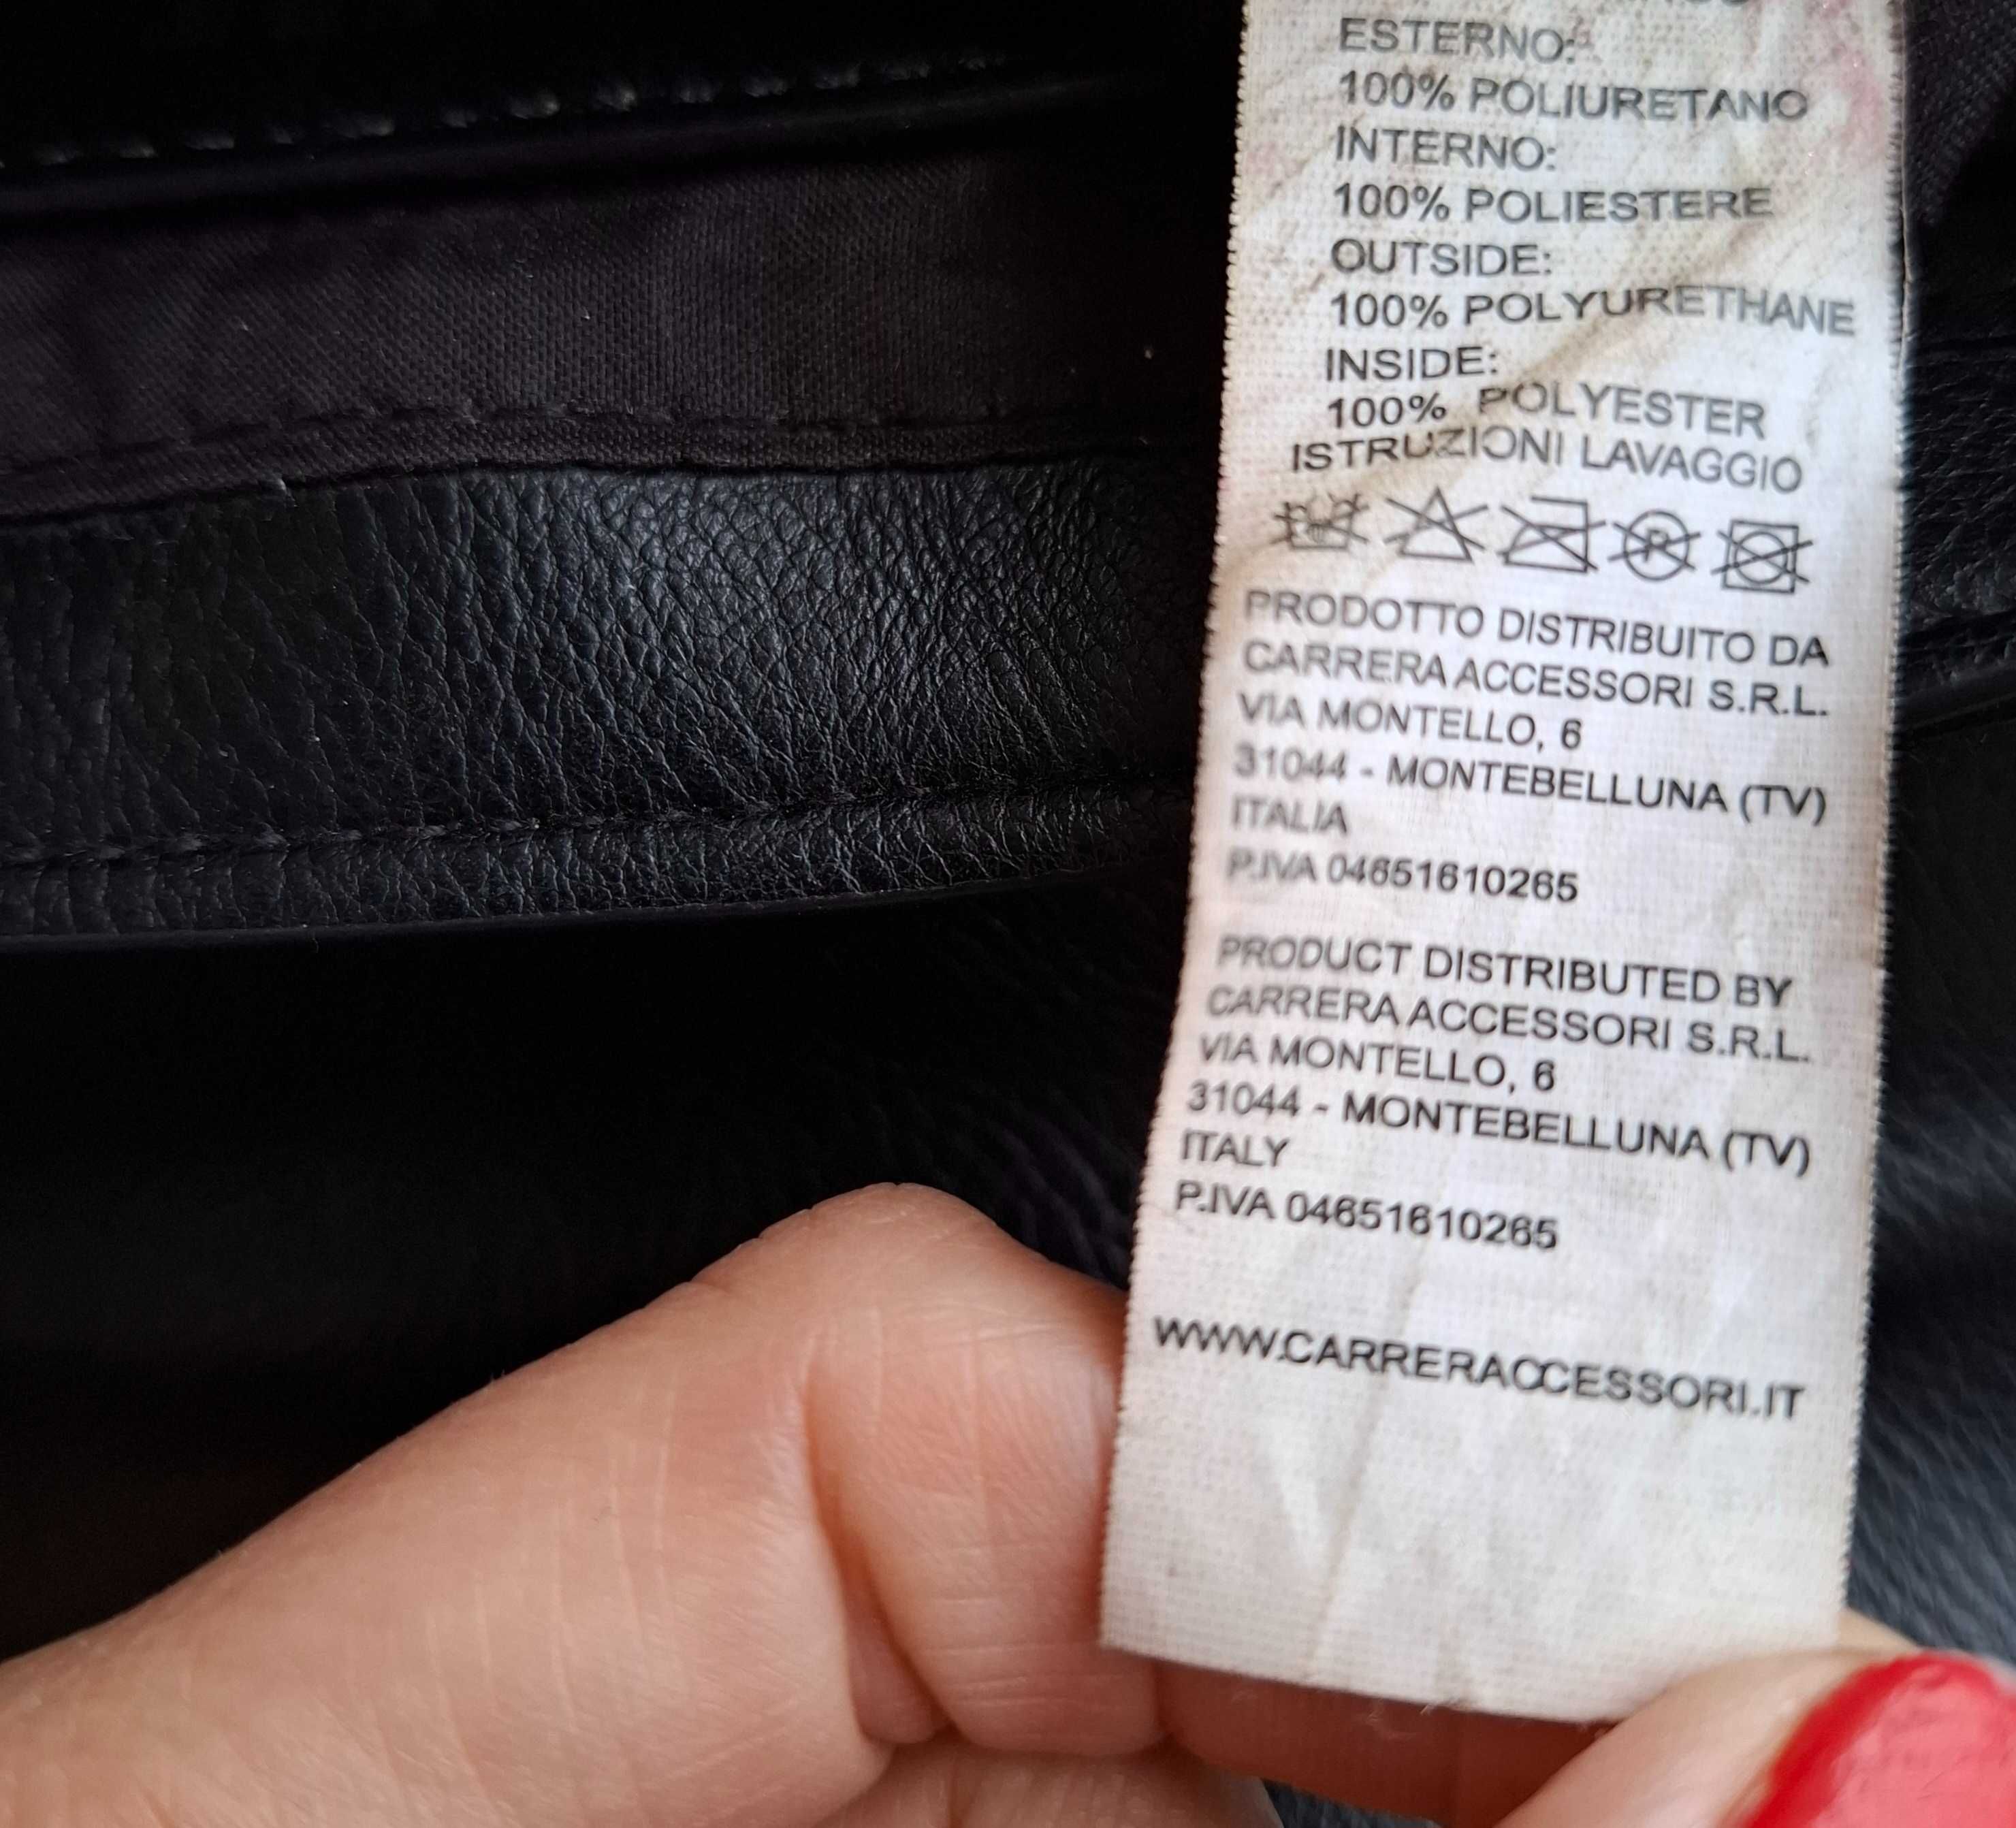 ESTERNO:
100% POLIURETANO
INTERNO:
100% POLIESTERE
OUTSIDE:
100% POLYURETHANE
INSIDE:
100% POLYESTER
ISTRUZIONI LAVAGGIO
P
PRODOTTO DISTRIBUITO DA
CARRERA ACCESSORI S.R.L.
VIA MONTELLO, 6
31044 - MONTEBELLUNA (TV)
ITALIA
P.IVA 04651610265
PRODUCT DISTRIBUTED BY
CARRERA ACCESSORI S.R.L.
VIA MONTELLO, 6
31044 - MONTEBELLUNA (TV)
ITALY
P.IVA 04651610265
WWW.CARRERACCESSORI.IT